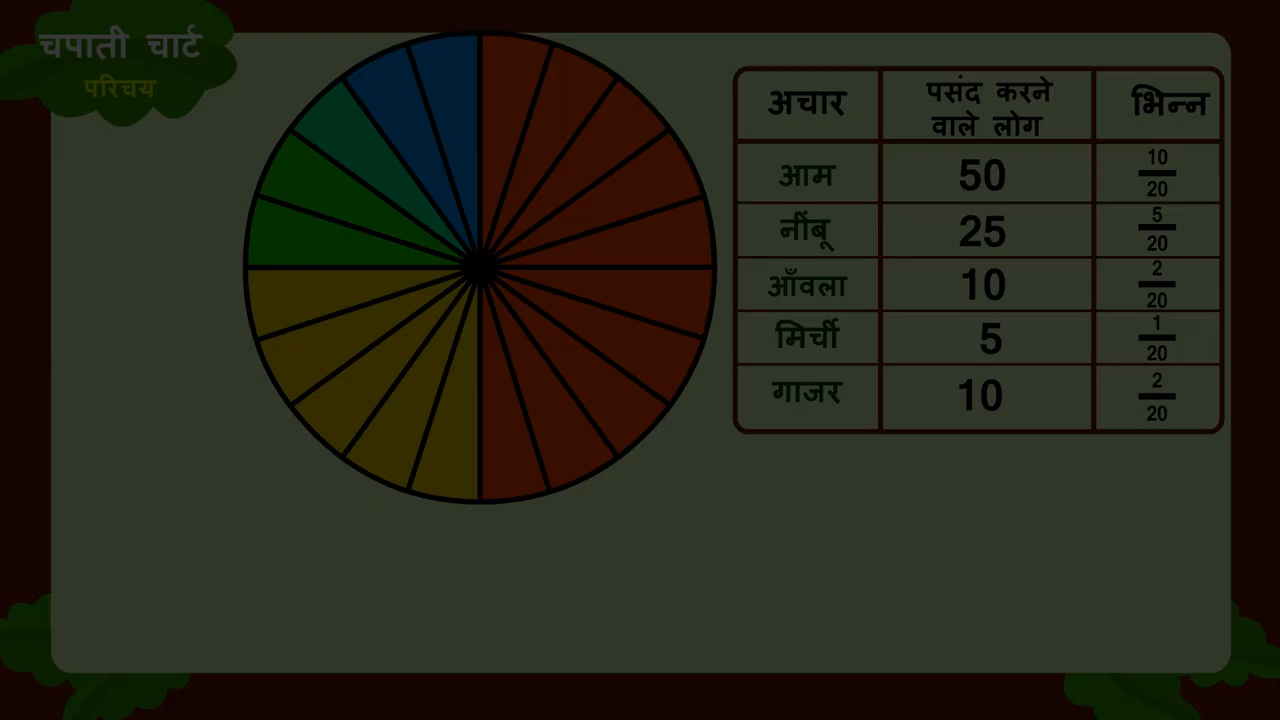 चपाती चार्ट
परिचय
अचार पसंद करने वाले लोग भिन्न
आम 50 10/20
नींबू 25 5/20
आँवला 10 2/20
मिर्ची 5 1/20
गाजर 10 2/20